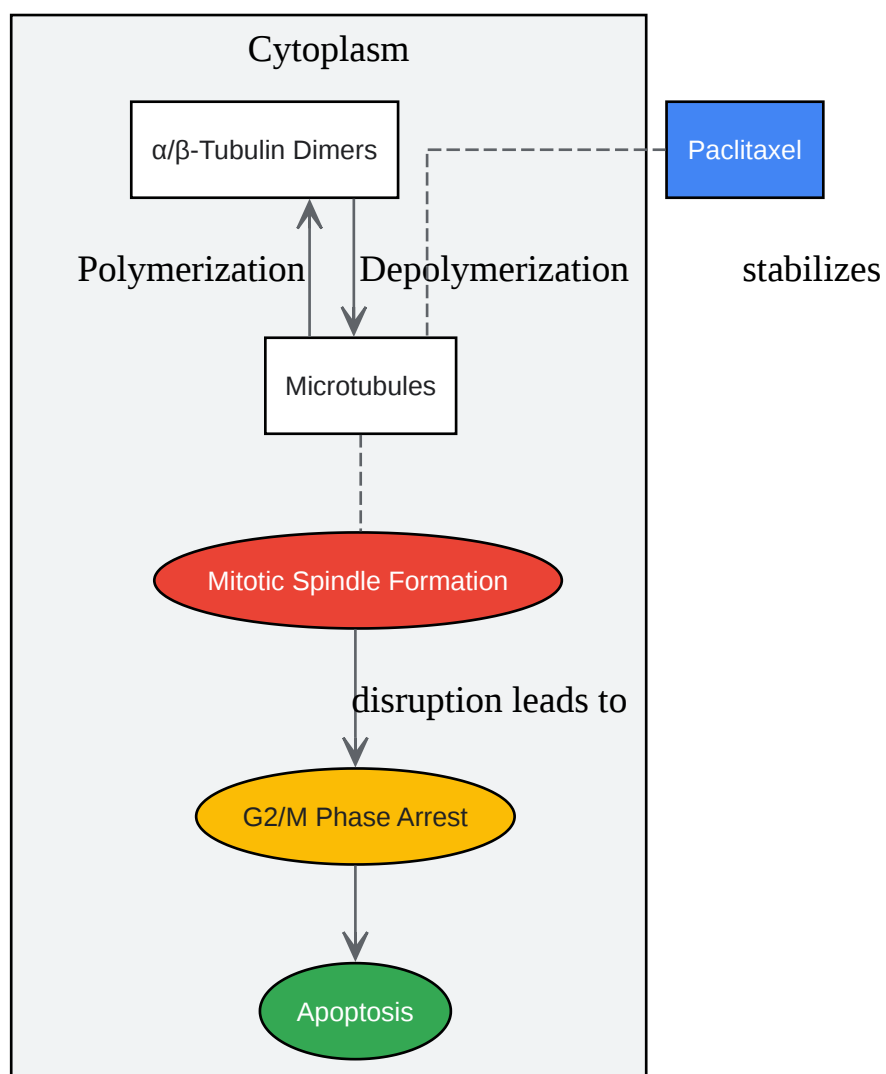 Cytoplasm
α/β-Tubulin Dimers
Paclitaxel
Polymerization
Depolymerization
stabilizes
Microtubules
Mitotic Spindle Formation
disruption leads to
G2/M Phase Arrest
Apoptosis